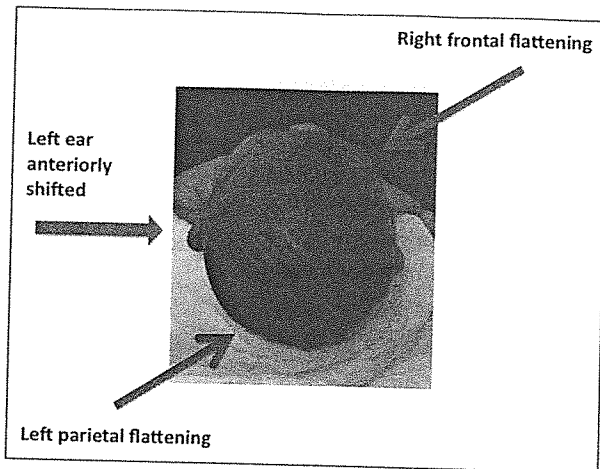 Right frontal flattening
Left ear
anteriorly
shifted
Left parietal flattening